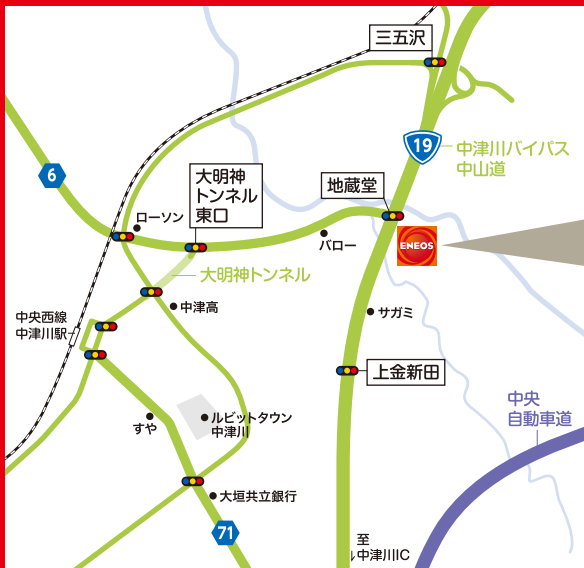 三五沢
19
中津川バイパス
中山道
6
大明神
トンネル
東口
地蔵堂
ローソン
バロー
ENEOS
大明神トンネル
中津高
サガミ
中央西線
中津川駅
上金新田
中央
自動車道
すや
ルビットタウン
中津川
大垣共立銀行
71
至
中津川IC